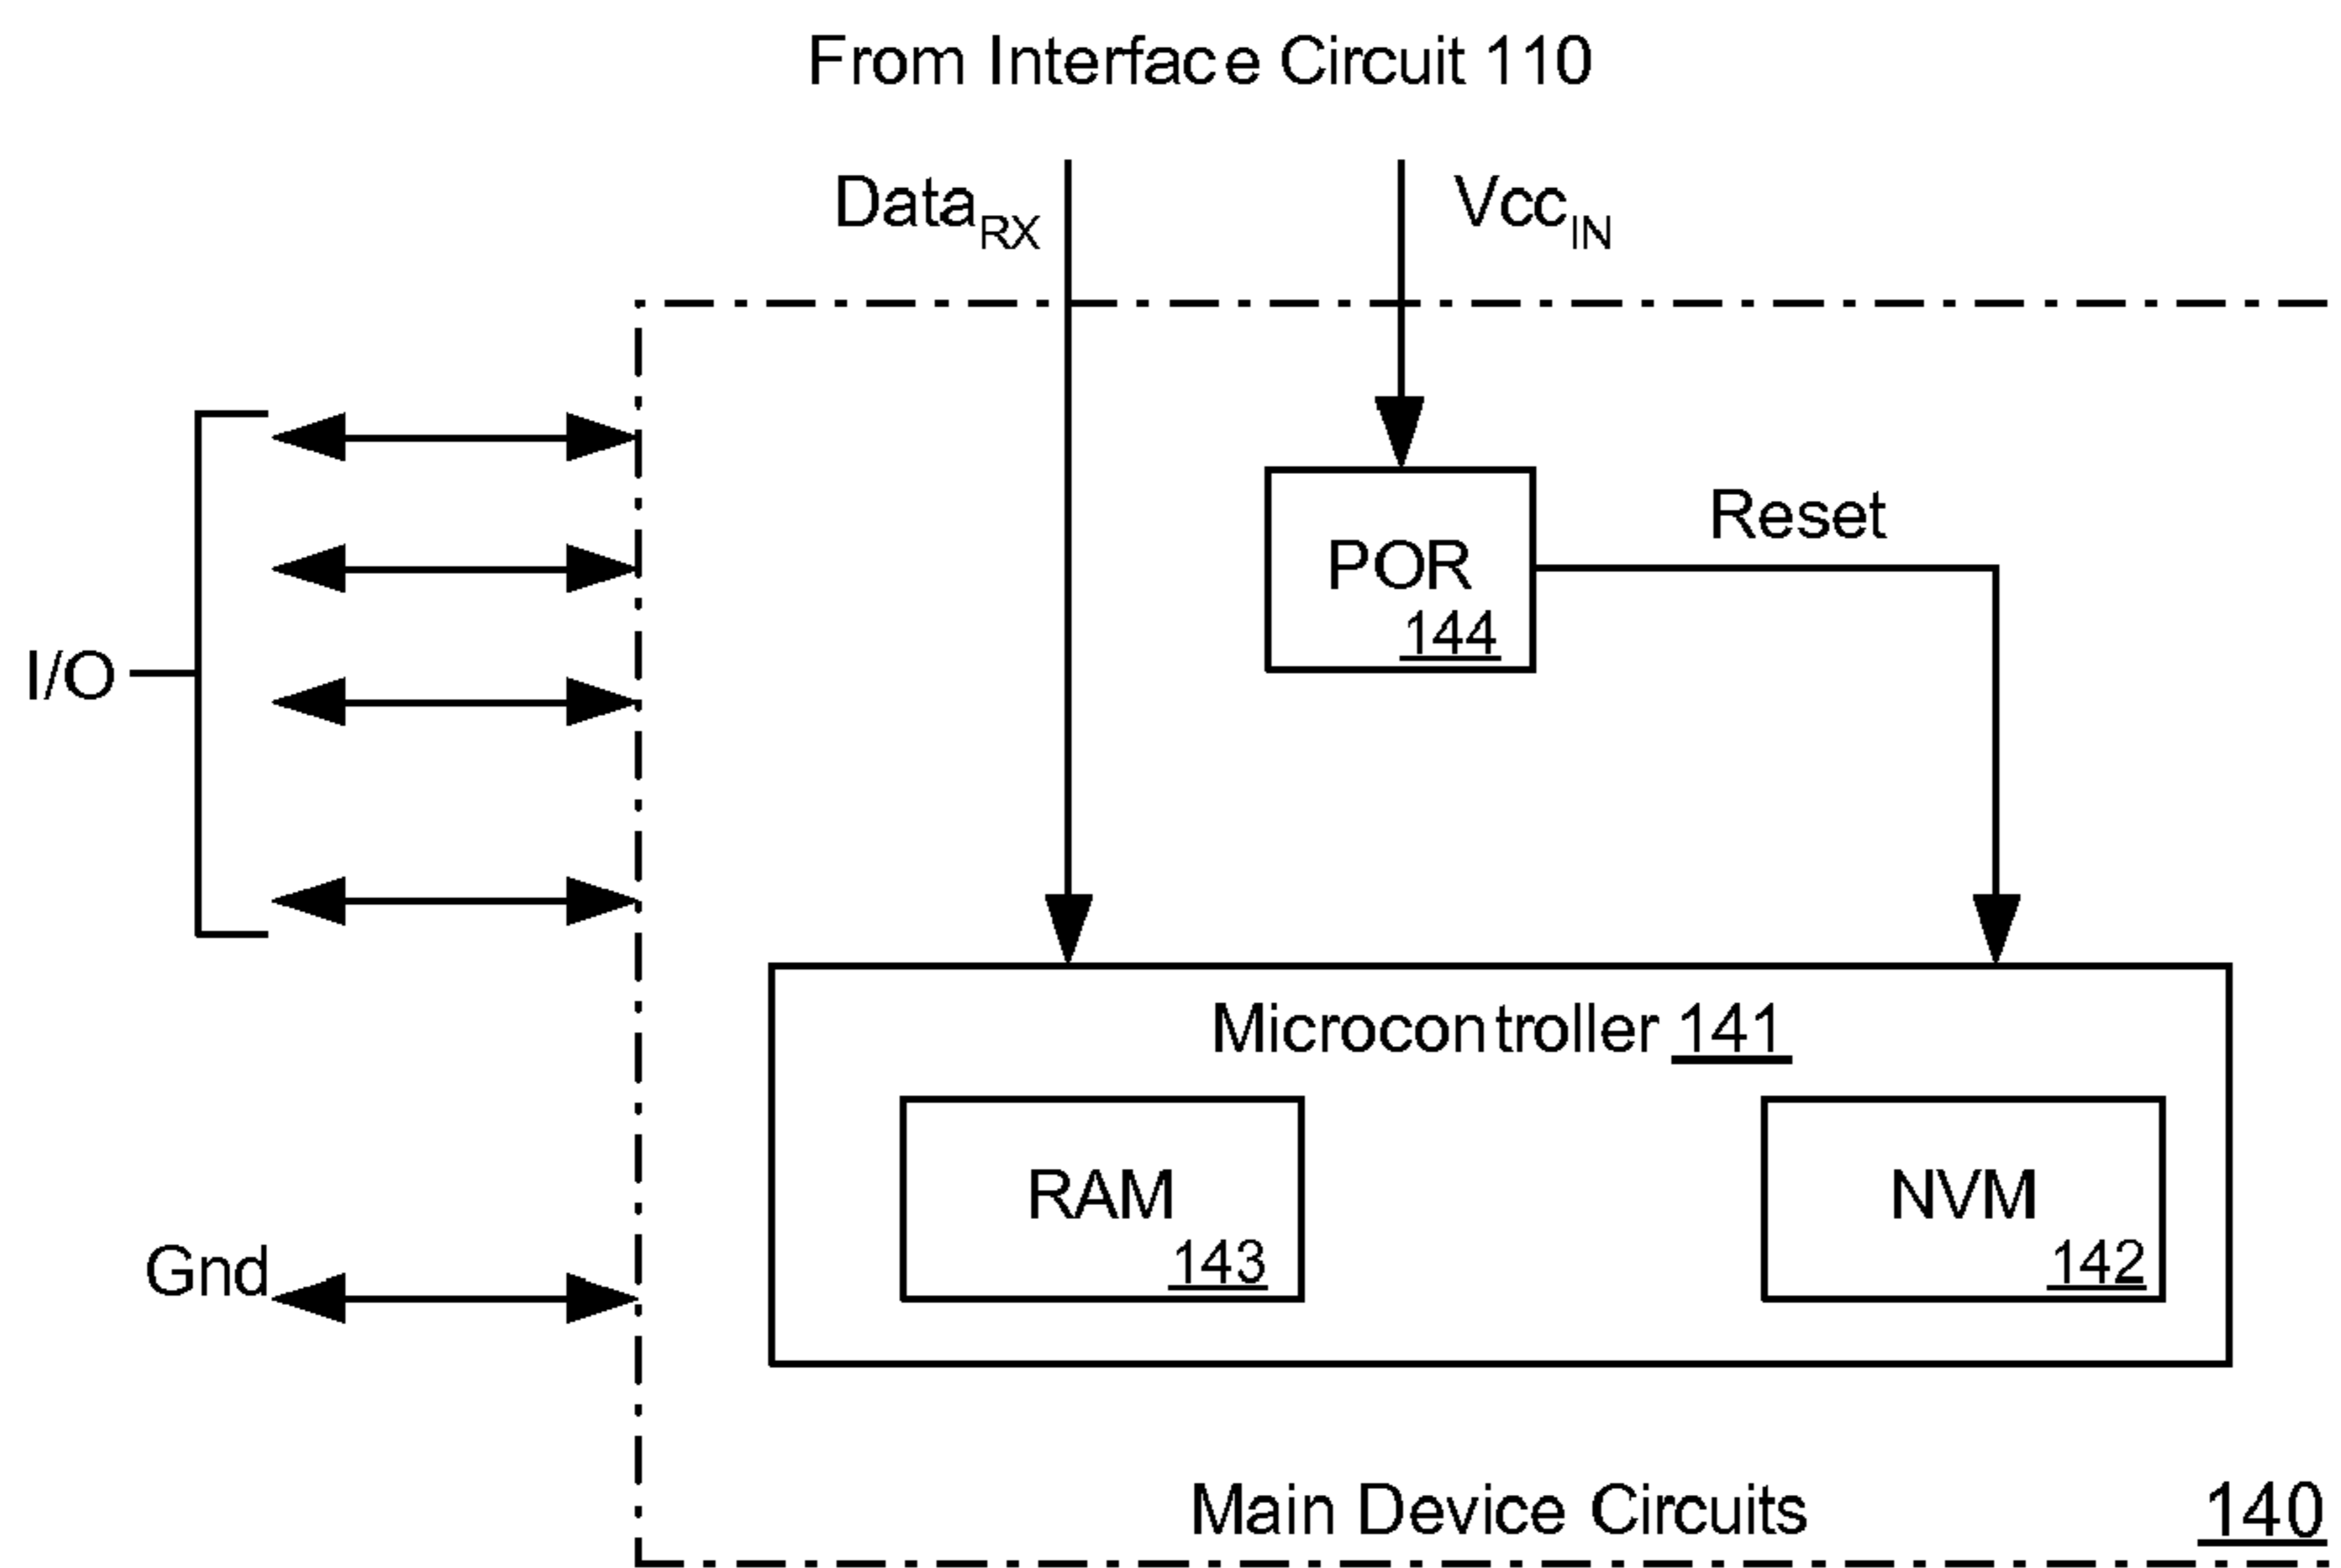 From Interface Circuit 110
DataRX
VccIN
POR
144
Reset
I/O
Microcontroller 141
RAM
143
NVM
142
Gnd
Main Device Circuits
140